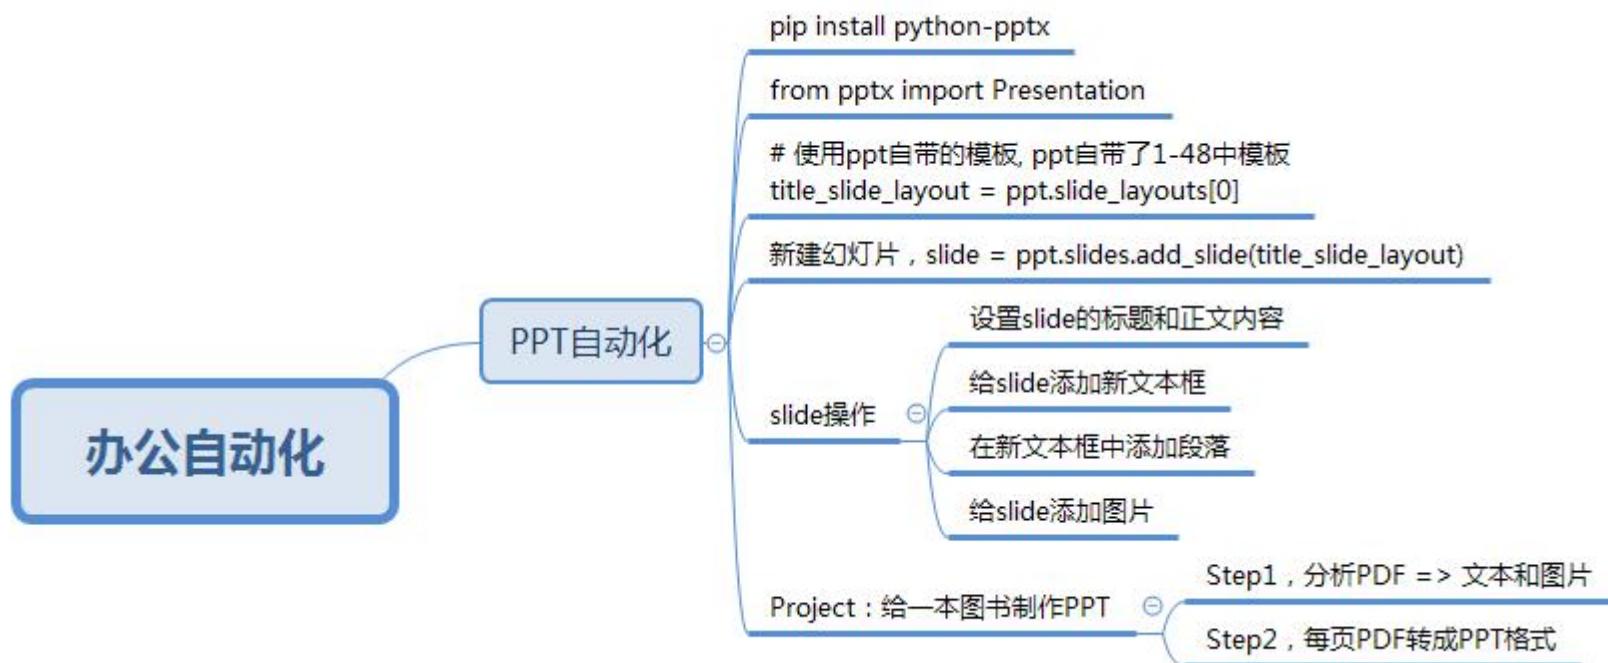 pip install python-pptx
from pptx import Presentation
# 使用ppt自带的模板, ppt自带了1-48中模板
title_slide_layout = ppt.slide_layouts[0]
新建幻灯片，slide = ppt.slides.add_slide(title_slide_layout)
设置slide的标题和正文内容
PPT自动化
给slide添加新文本框
slide操作
办公自动化
在新文本框中添加段落
给slide添加图片
Step1，分析PDF => 文本和图片
Project：给一本图书制作PPT
Step2，每页PDF转成PPT格式